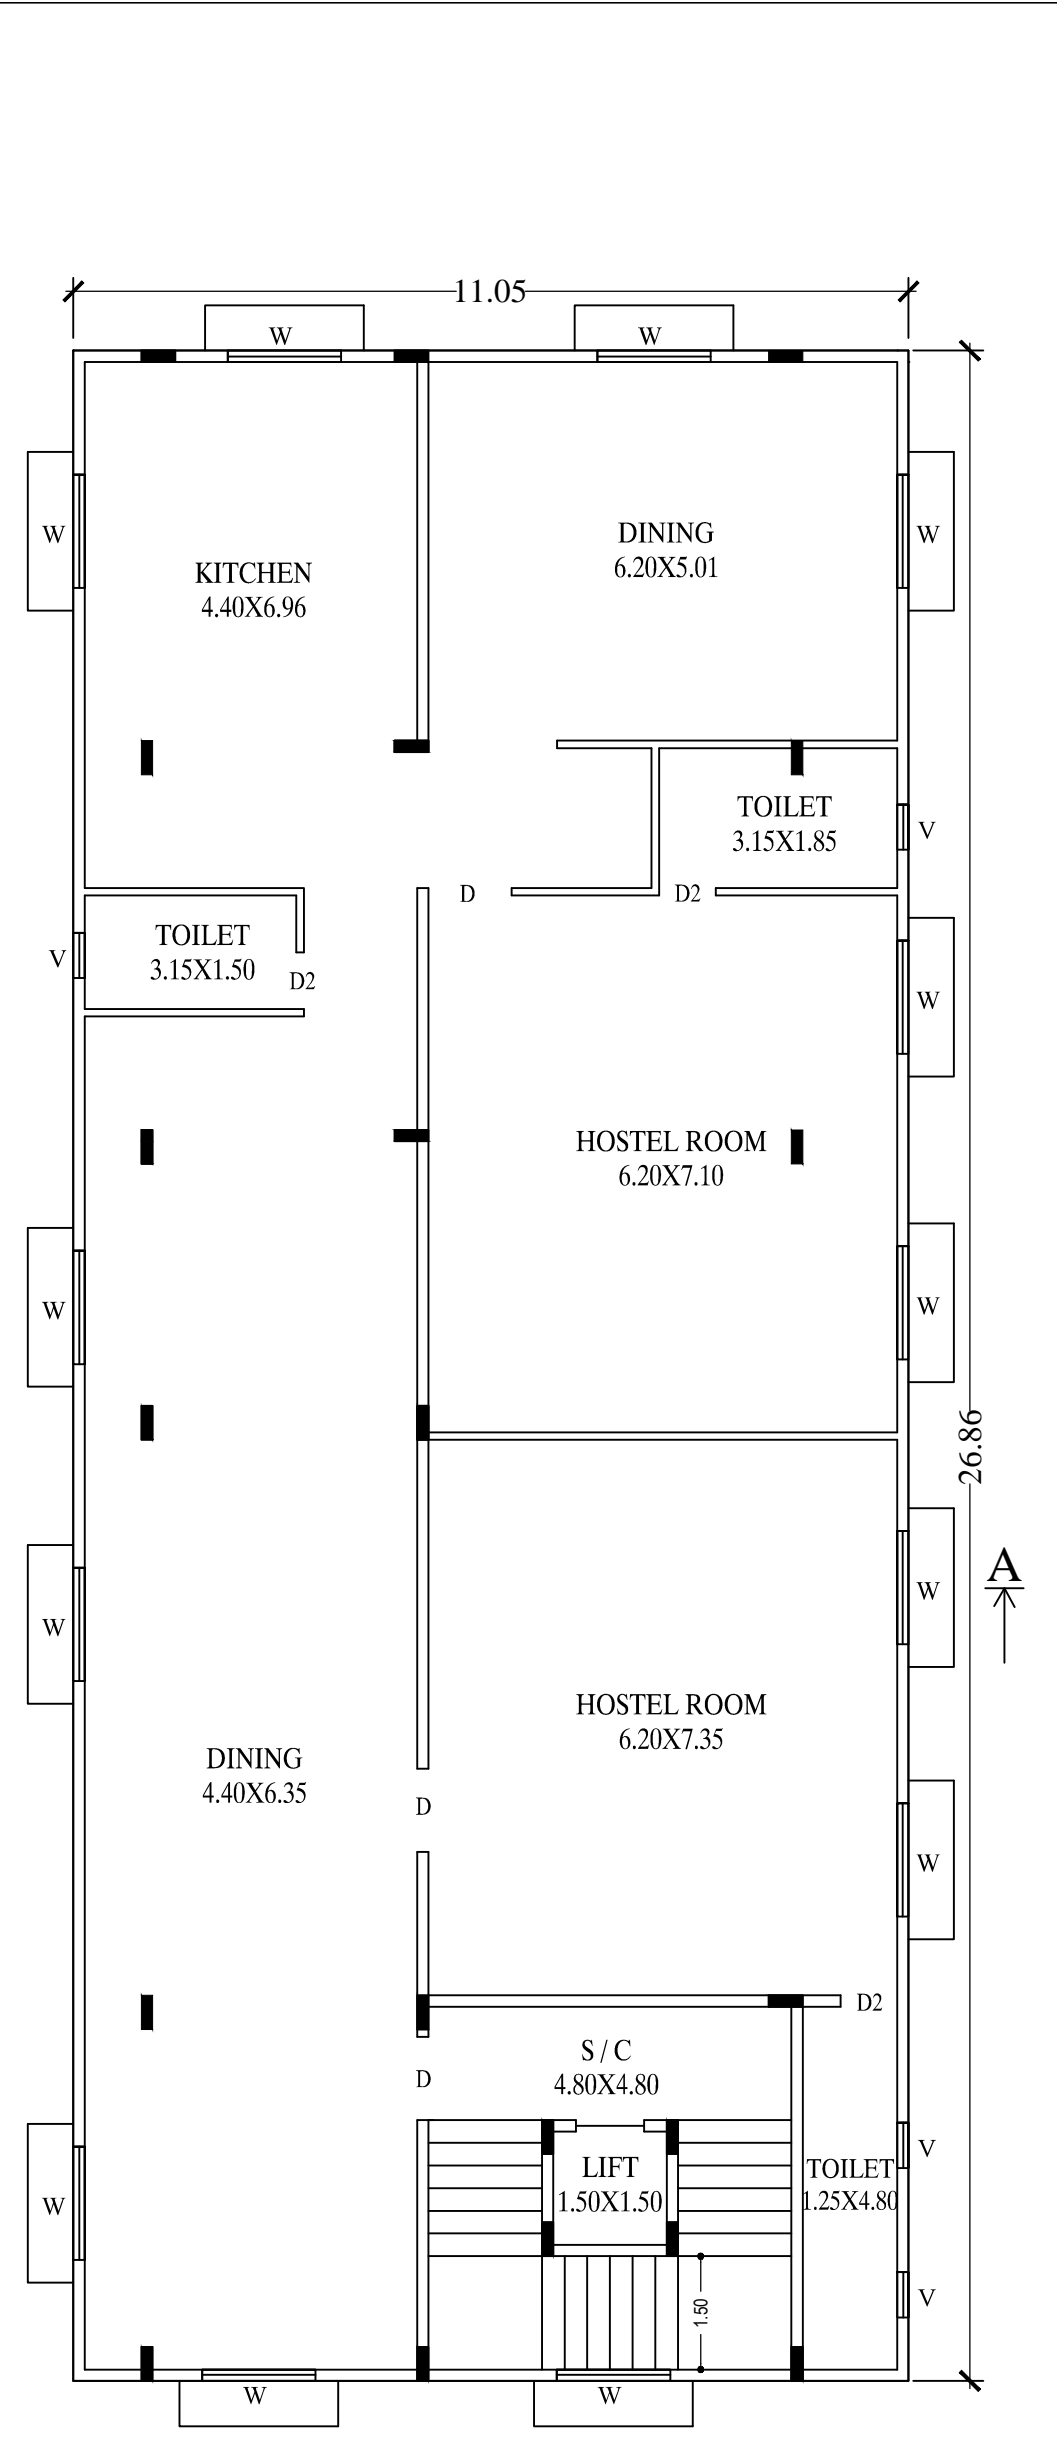 11.05
W
W
W
DINING
6.20X5.01
W
KITCHEN
4.40X6.96
TOILET
3.15X1.85
V
D
D2
TOILET
3.15X1.50
V
D2
W
HOSTEL ROOM
6.20X7.10
W
W
26.86
A
W
W
HOSTEL ROOM
6.20X7.35
DINING
4.40X6.35
D
W
D2
S / C
4.80X4.80
D
V
LIFT
1.50X1.50
TOILET
1.25X4.80
W
V
1.50
W
W